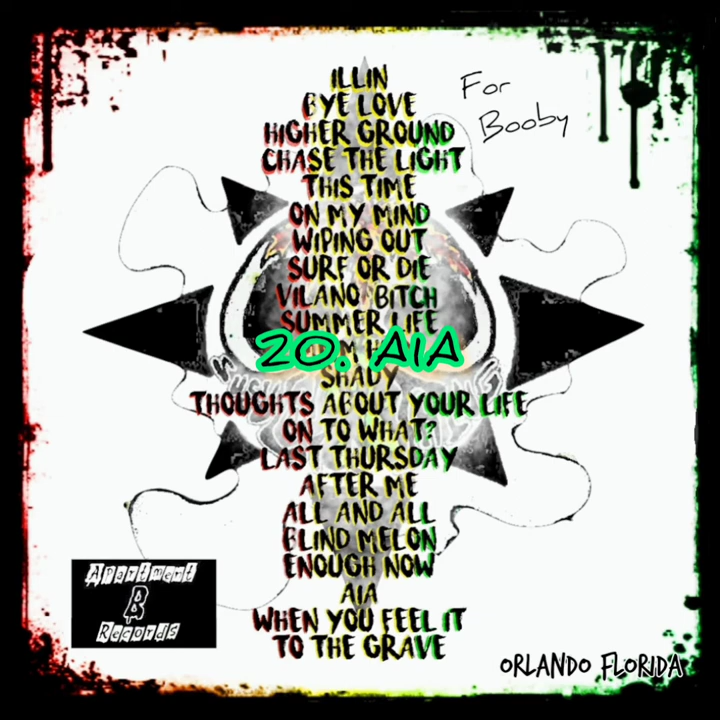 ILLIN
BYE LOVE
HIGHER GROUND
CHASE THE LIGHT
THIS TIME
ON MY MIND
WIPING OUT
SURF OR DIE
VILANO BITCH
SUMMER LIFE
20. AIA
SHADY
THOUGHTS ABOUT YOUR LIFE
ON TO WHAT?
LAST THURSDAY
AFTER ME
ALL AND ALL
BLIND MELON
ENOUGH NOW
AIA
WHEN YOU FEEL IT
TO THE GRAVE
For
Booby
Apartment
B
Records
ORLANDO FLORIDA